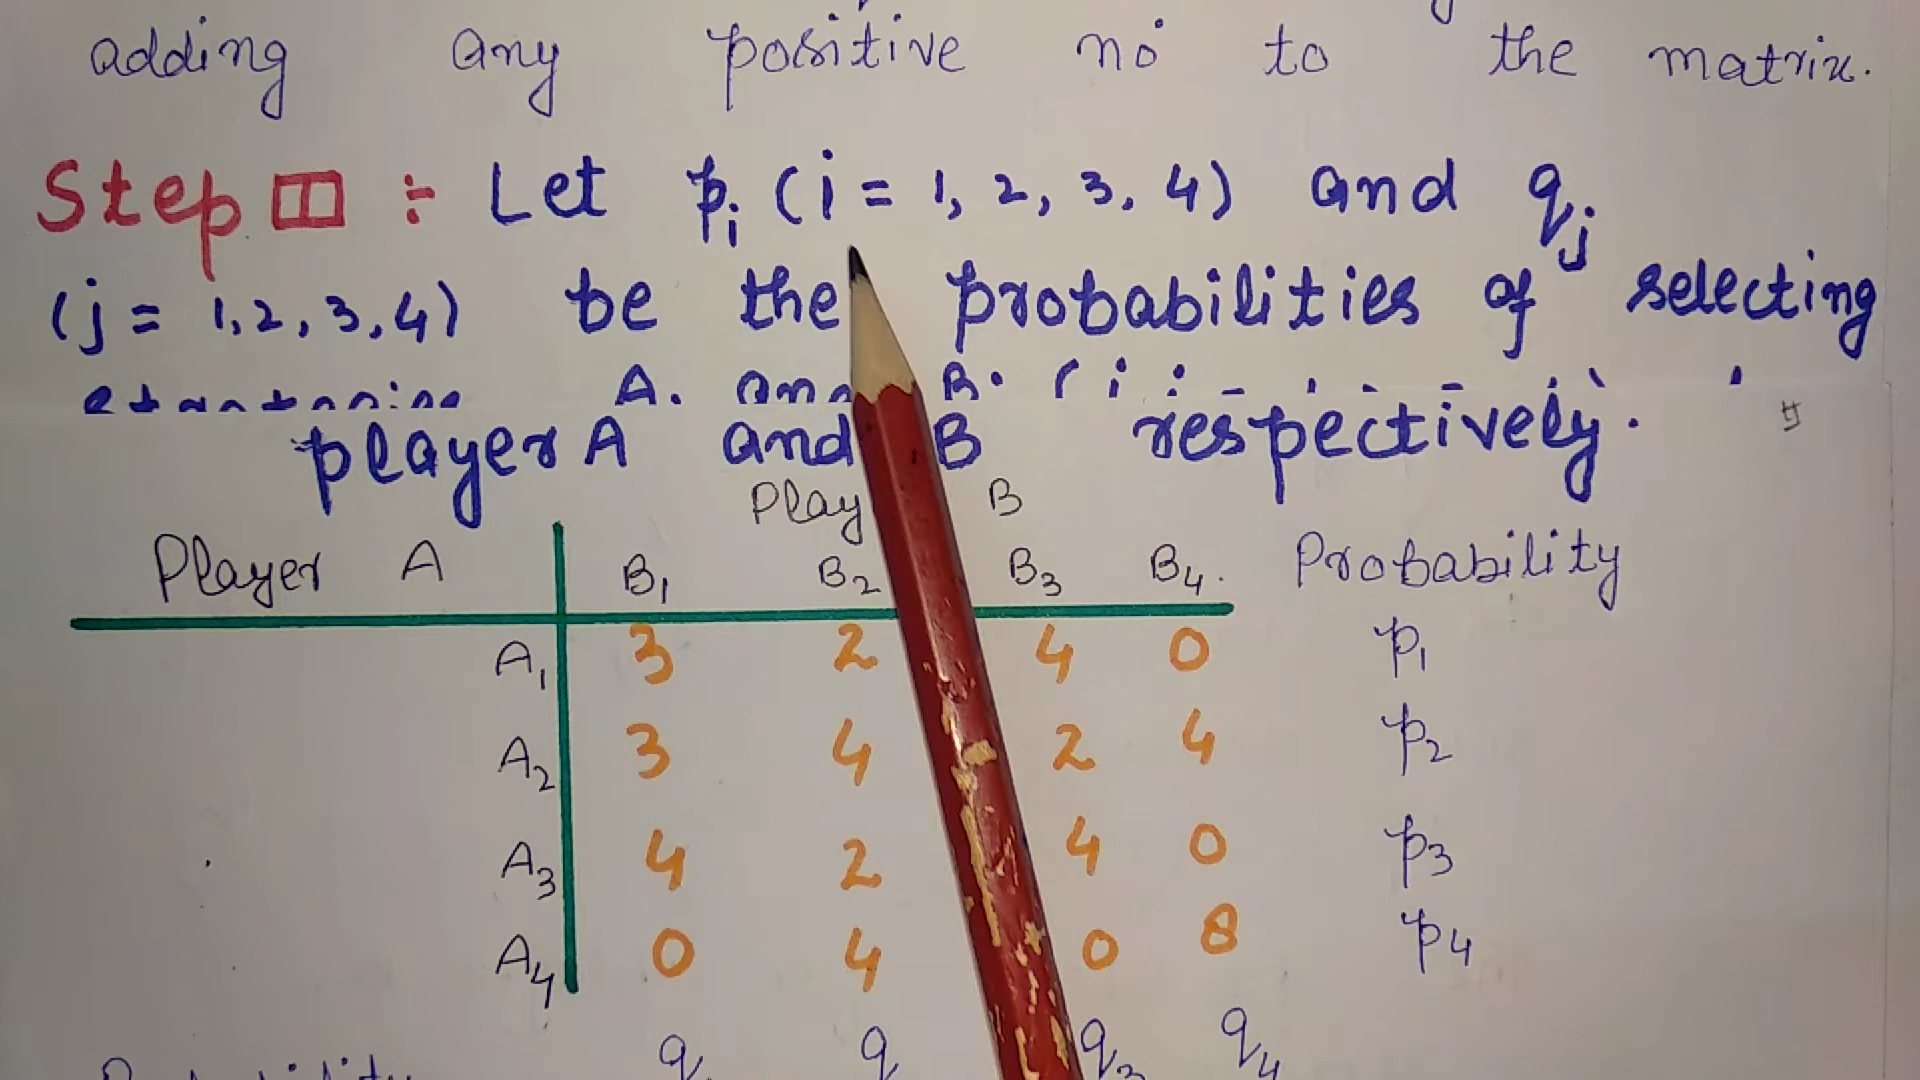 adding any positive no to the matrix.
Step II :- Let pi (i = 1, 2, 3, 4) and qj
(j = 1, 2, 3, 4) be the probabilities of selecting
player A and B respectively.
Play B
Player A B1 B2 B3 B4. Probability
A1 3 2 4 0 p1
A2 3 4 2 4 p2
A3 4 2 4 0 p3
A4 0 4 0 8 p4
q q q3 q4